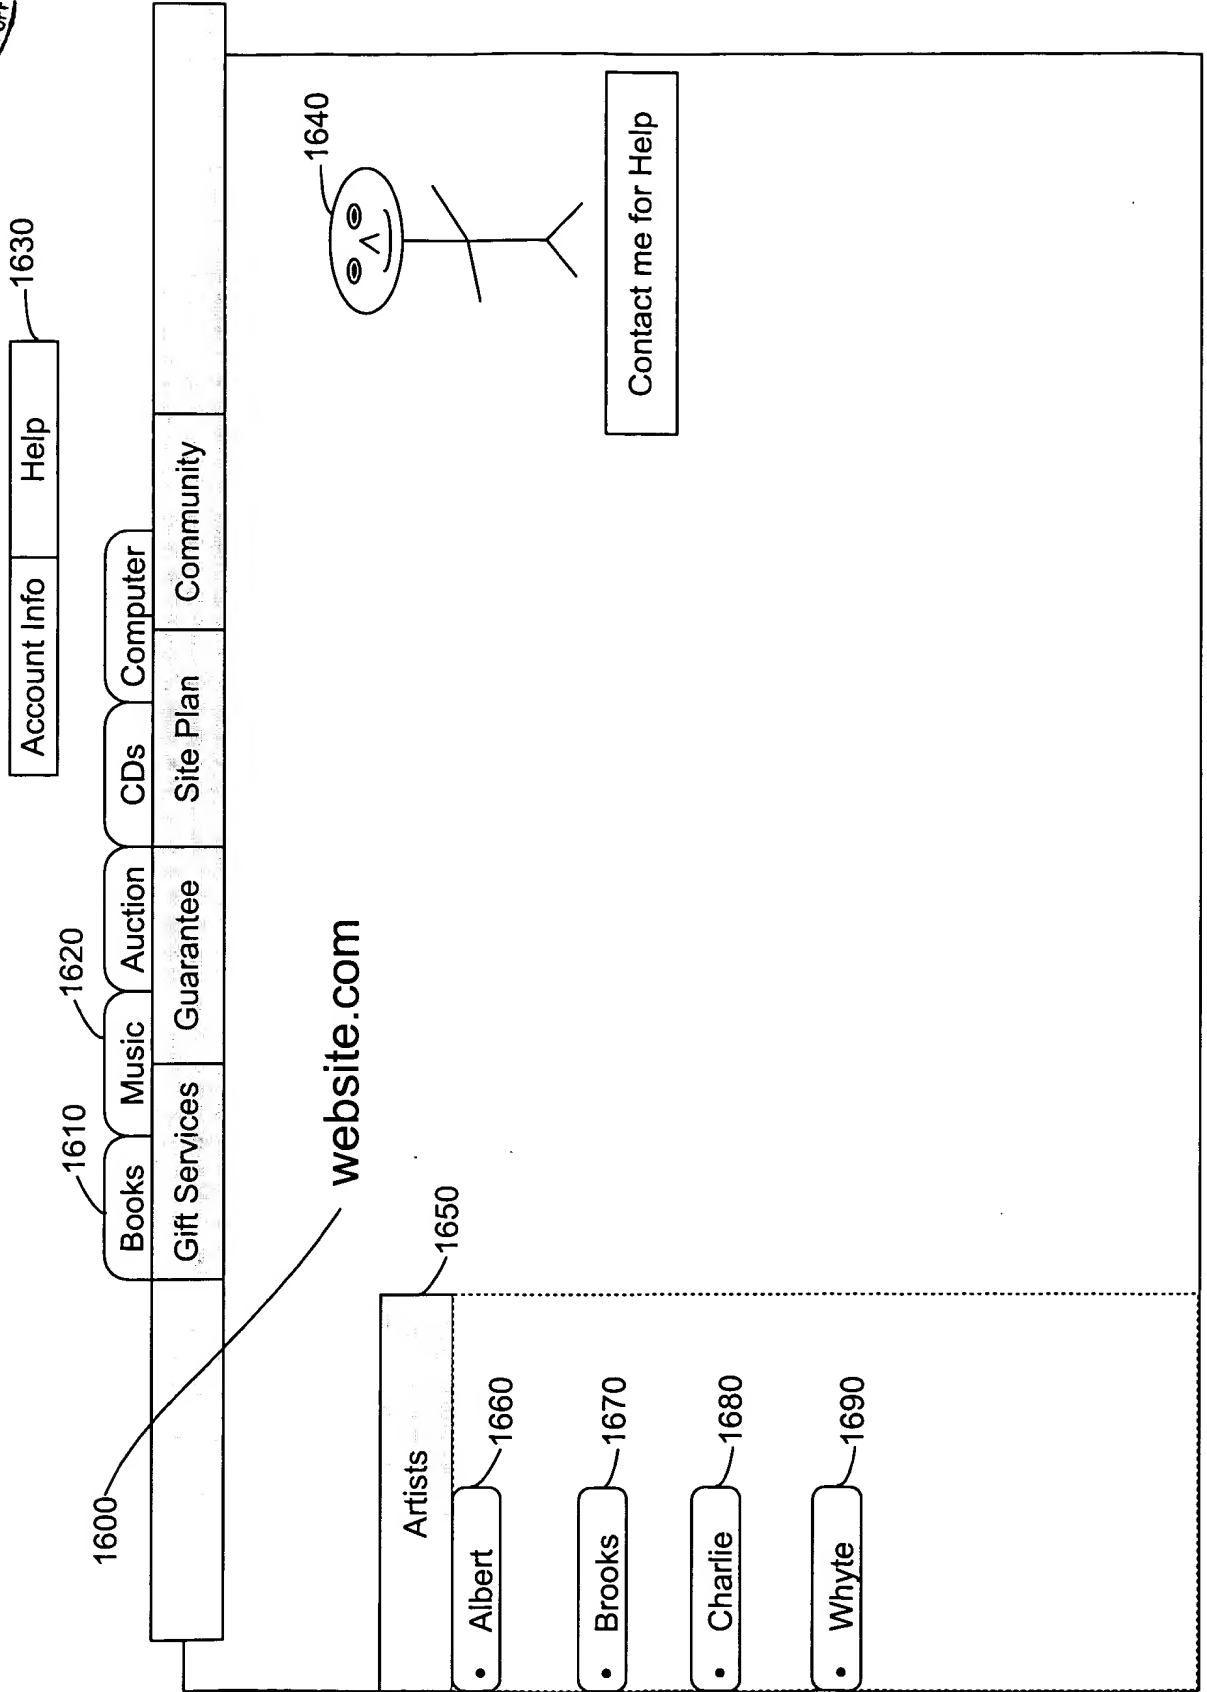 Account Info Help 1630
1610 1620
Books Music Auction CDs Computer
Gift Services Guarantee Site Plan Community
1600
website.com
1640
Contact me for Help
Artists 1650
• Albert 1660
• Brooks 1670
• Charlie 1680
• Whyte 1690